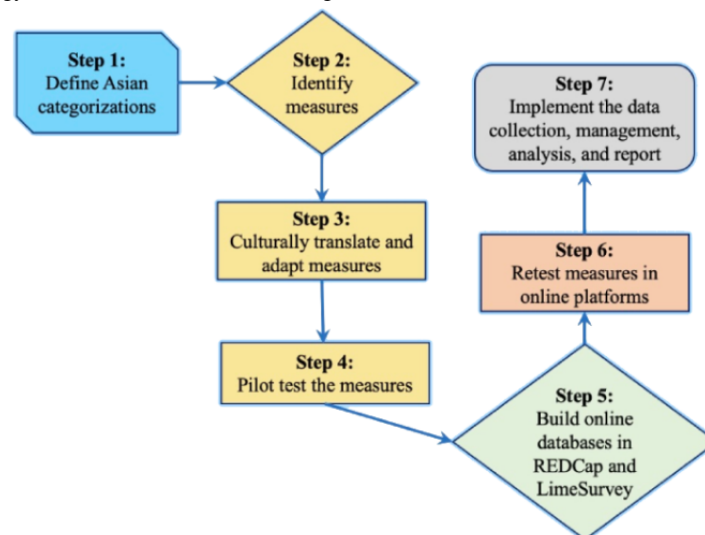 Step 1:
Define Asian
categorizations
Step 2:
Identify
measures
Step 3:
Culturally translate and
adapt measures
Step 4:
Pilot test the measures
Step 5:
Build online
databases in
REDCap and
LimeSurvey
Step 6:
Retest measures in
online platforms
Step 7:
Implement the data
collection, management,
analysis, and report